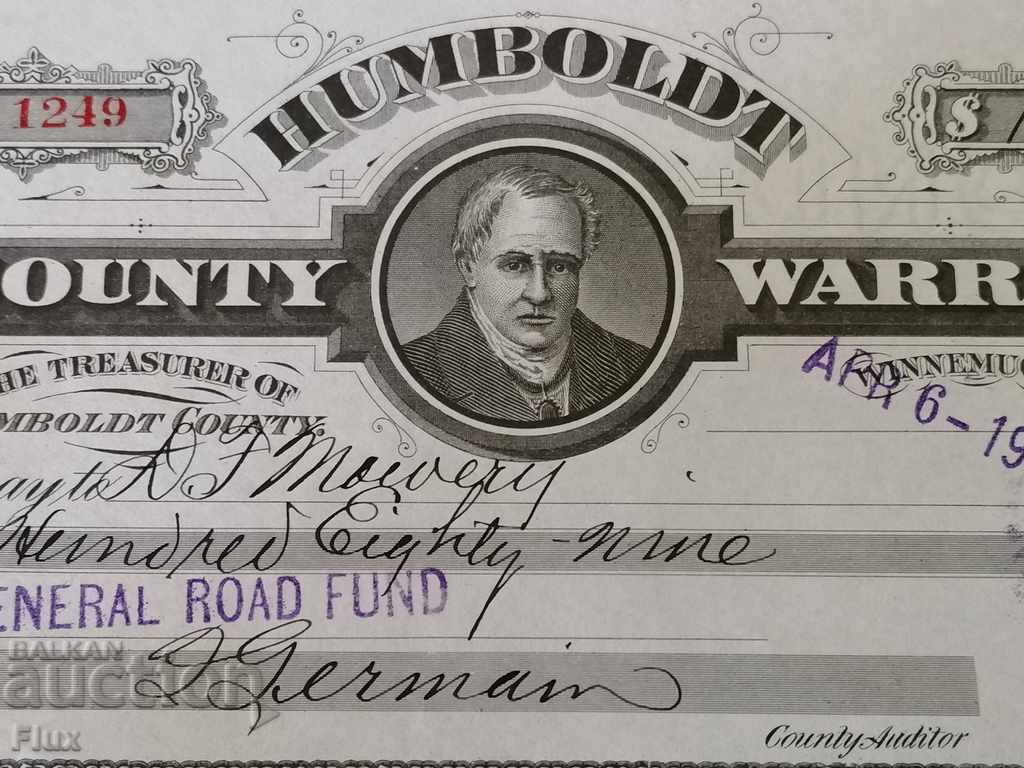 HUMBOLDT
1249
$
OUNTY WARR
HE TREASURER OF
WINNEMUC
APR 6 - 19
MBOLDT COUNTY.
ay to D F Mowery
Hundred Eighty-nine
ENERAL ROAD FUND
BALKAN
auction
J Germain
Flux
County Auditor